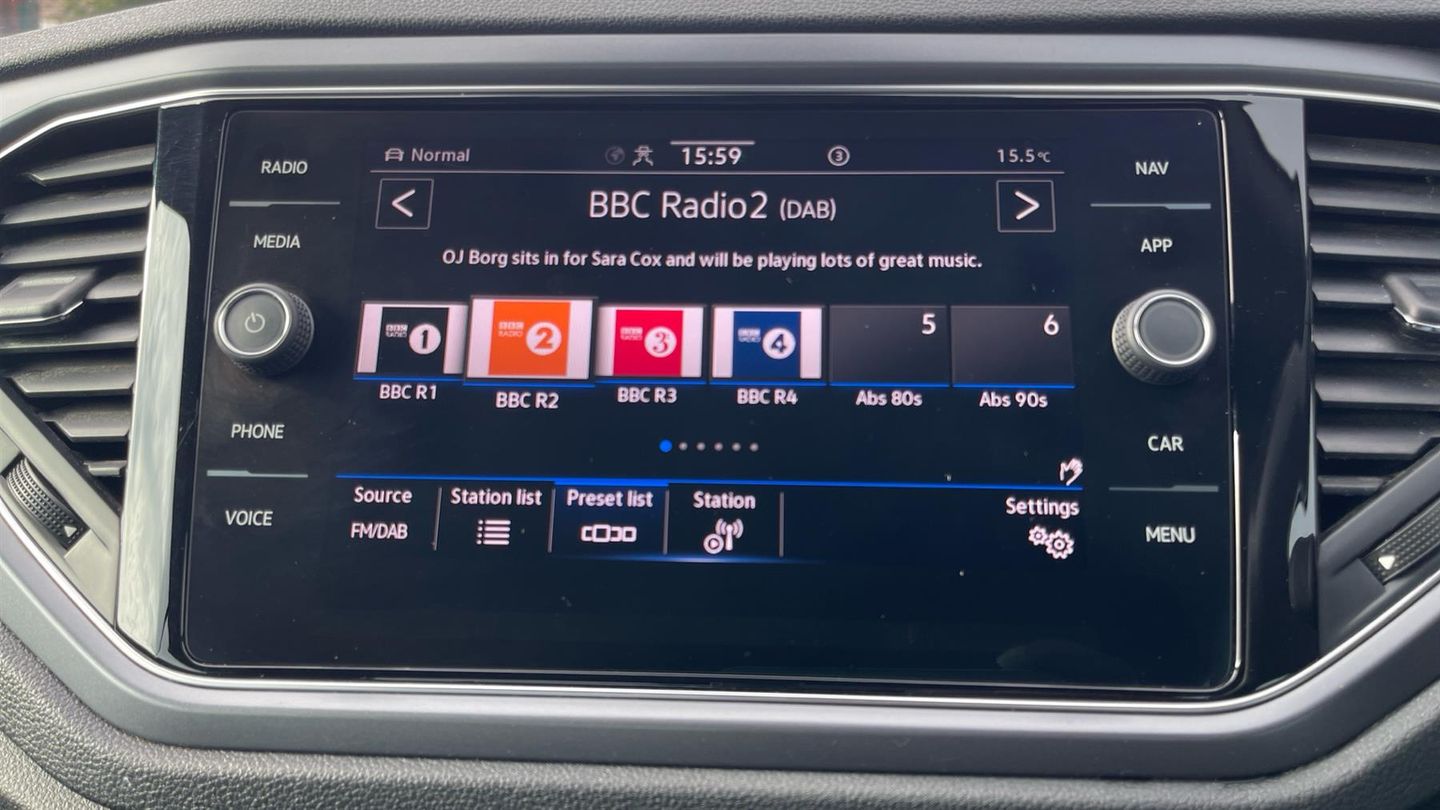 RADIO
MEDIA
PHONE
VOICE
Normal
15:59
3
15.5°C
< BBC Radio2 (DAB) >
OJ Borg sits in for Sara Cox and will be playing lots of great music.
BBC RADIO 1
BBC RADIO 2
BBC RADIO 3
BBC RADIO 4
5
6
BBC R1
BBC R2
BBC R3
BBC R4
Abs 80s
Abs 90s
Source
Station list
Preset list
Station
Settings
FM/DAB
NAV
APP
CAR
MENU